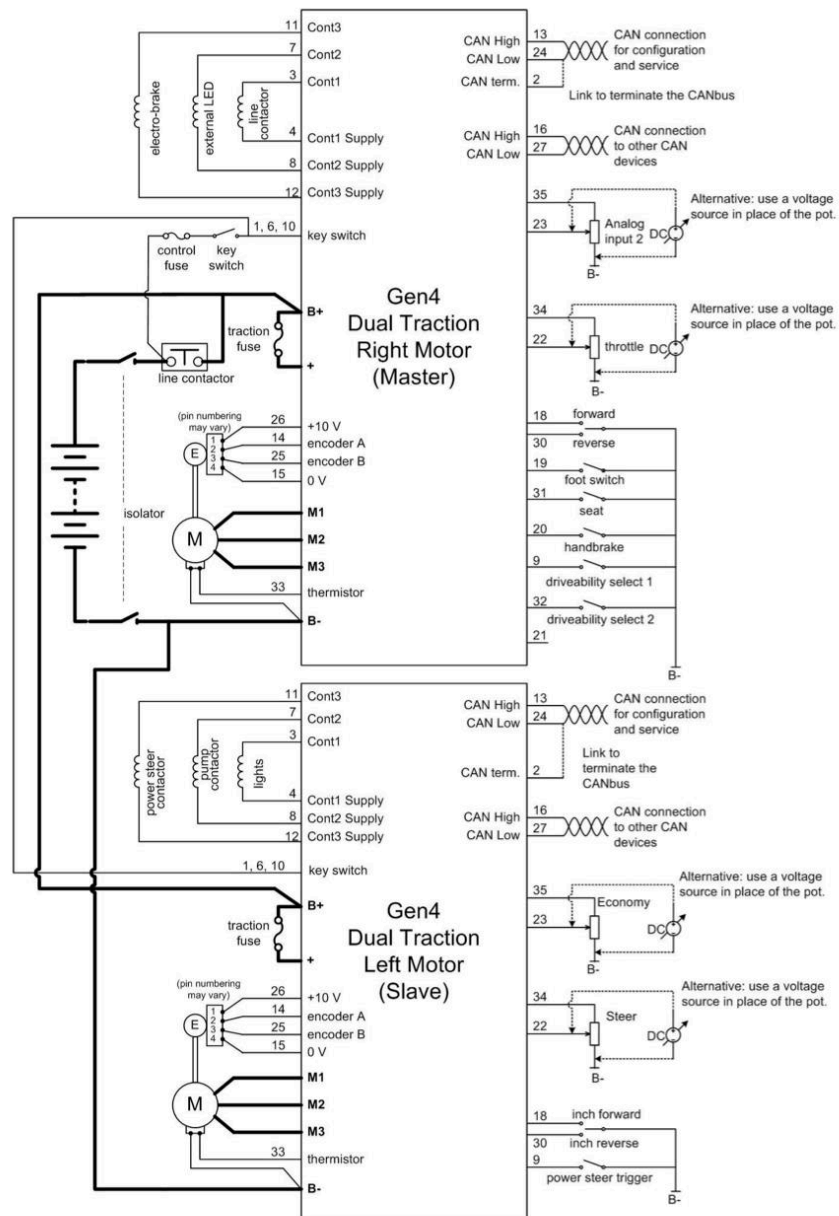 11 Cont3
7 Cont2
3 Cont1
electro-brake
external LED
line
contactor
4 Cont1 Supply
8 Cont2 Supply
12 Cont3 Supply
1, 6, 10 key switch
control
fuse
key
switch
B+
traction
fuse
+
line contactor
(pin numbering
may vary)
26 +10 V
1 14 encoder A
2 25 encoder B
3 15 0 V
4
E
isolator
M
M1
M2
M3
33 thermistor
B-
Gen4
Dual Traction
Right Motor
(Master)
CAN High 13
CAN Low 24
CAN term. 2
CAN connection
for configuration
and service
Link to terminate the CANbus
CAN High 16
CAN Low 27
CAN connection
to other CAN
devices
35
23
Analog
input 2
DC
B-
Alternative: use a voltage
source in place of the pot.
34
22
throttle
DC
B-
Alternative: use a voltage
source in place of the pot.
18 forward
30 reverse
19 foot switch
31 seat
20 handbrake
9 driveability select 1
32 driveability select 2
21
B-
11 Cont3
7 Cont2
3 Cont1
power steer
contactor
pump
contactor
lights
4 Cont1 Supply
8 Cont2 Supply
12 Cont3 Supply
1, 6, 10 key switch
B+
traction
fuse
+
(pin numbering
may vary)
26 +10 V
1 14 encoder A
2 25 encoder B
3 15 0 V
4
E
M
M1
M2
M3
33 thermistor
B-
Gen4
Dual Traction
Left Motor
(Slave)
CAN High 13
CAN Low 24
CAN term. 2
CAN connection
for configuration
and service
Link to
terminate the
CANbus
CAN High 16
CAN Low 27
CAN connection
to other CAN
devices
35
23
Economy
DC
B-
Alternative: use a voltage
source in place of the pot.
34
22
Steer
DC
B-
Alternative: use a voltage
source in place of the pot.
18 inch forward
30 inch reverse
9 power steer trigger
B-